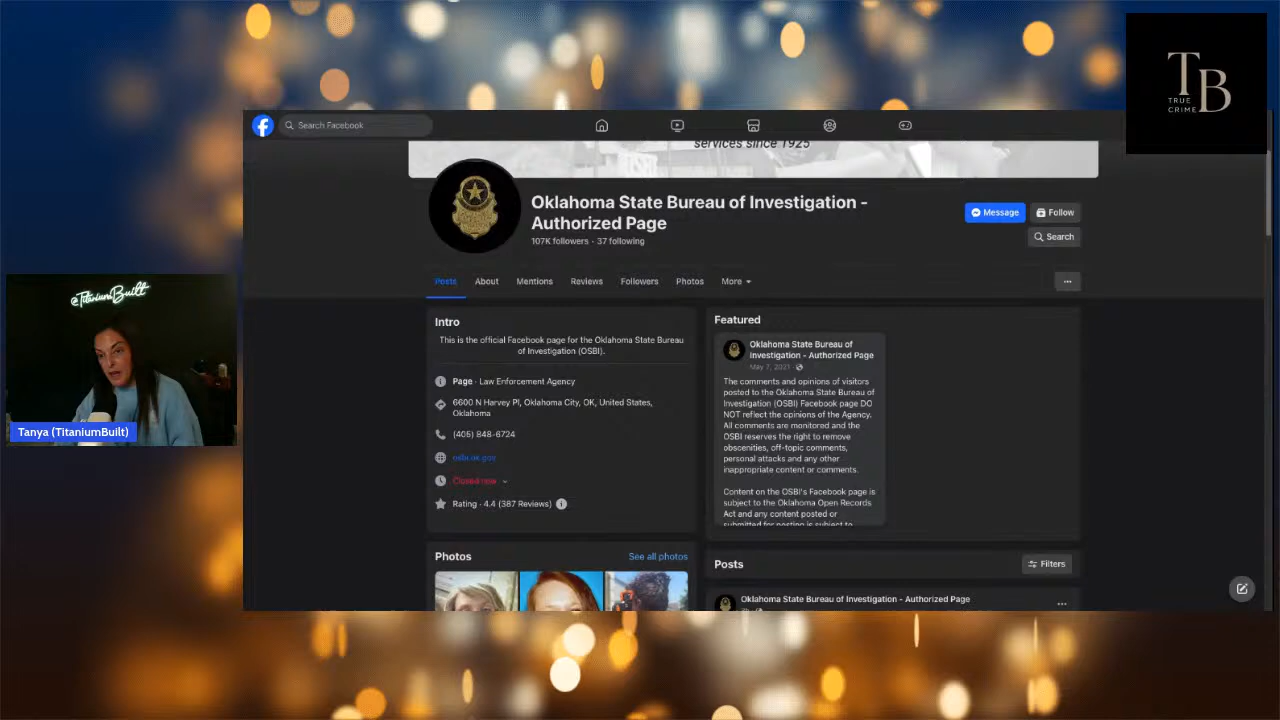 TB
TRUE
CRIME
Search Facebook
services since 1925
Oklahoma State Bureau of Investigation -
Authorized Page
107K followers · 37 following
Message
Follow
Search
Posts
About
Mentions
Reviews
Followers
Photos
More
Intro
This is the official Facebook page for the Oklahoma State Bureau
of Investigation (OSBI).
Page · Law Enforcement Agency
6600 N Harvey Pl, Oklahoma City, OK, United States,
Oklahoma
(405) 848-6724
osbi.ok.gov
Closed now
Rating · 4.4 (387 Reviews)
Photos
See all photos
Featured
Oklahoma State Bureau of
Investigation - Authorized Page
May 7, 2021 ·
The comments and opinions of visitors
posted to the Oklahoma State Bureau of
Investigation (OSBI) Facebook page DO
NOT reflect the opinions of the Agency.
All comments are monitored and the
OSBI reserves the right to remove
obscenities, off-topic comments,
personal attacks and any other
inappropriate content or comments.
Content on the OSBI's Facebook page is
subject to the Oklahoma Open Records
Act and any content posted or
submitted for posting is subject to
Posts
Filters
Oklahoma State Bureau of Investigation - Authorized Page
@TitaniumBuilt
Tanya (TitaniumBuilt)